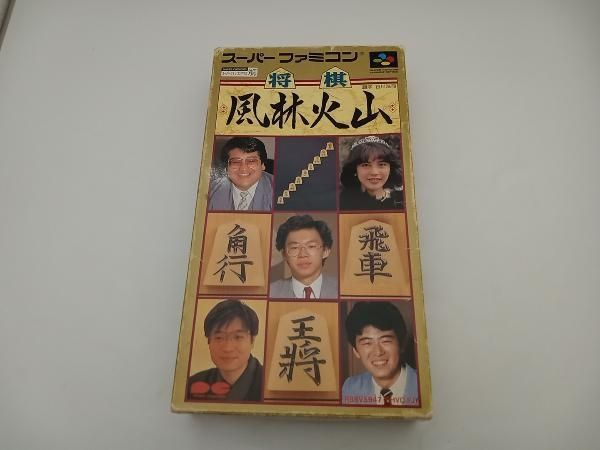 スーパーファミコン
将棋
風林火山
角行
飛車
王將